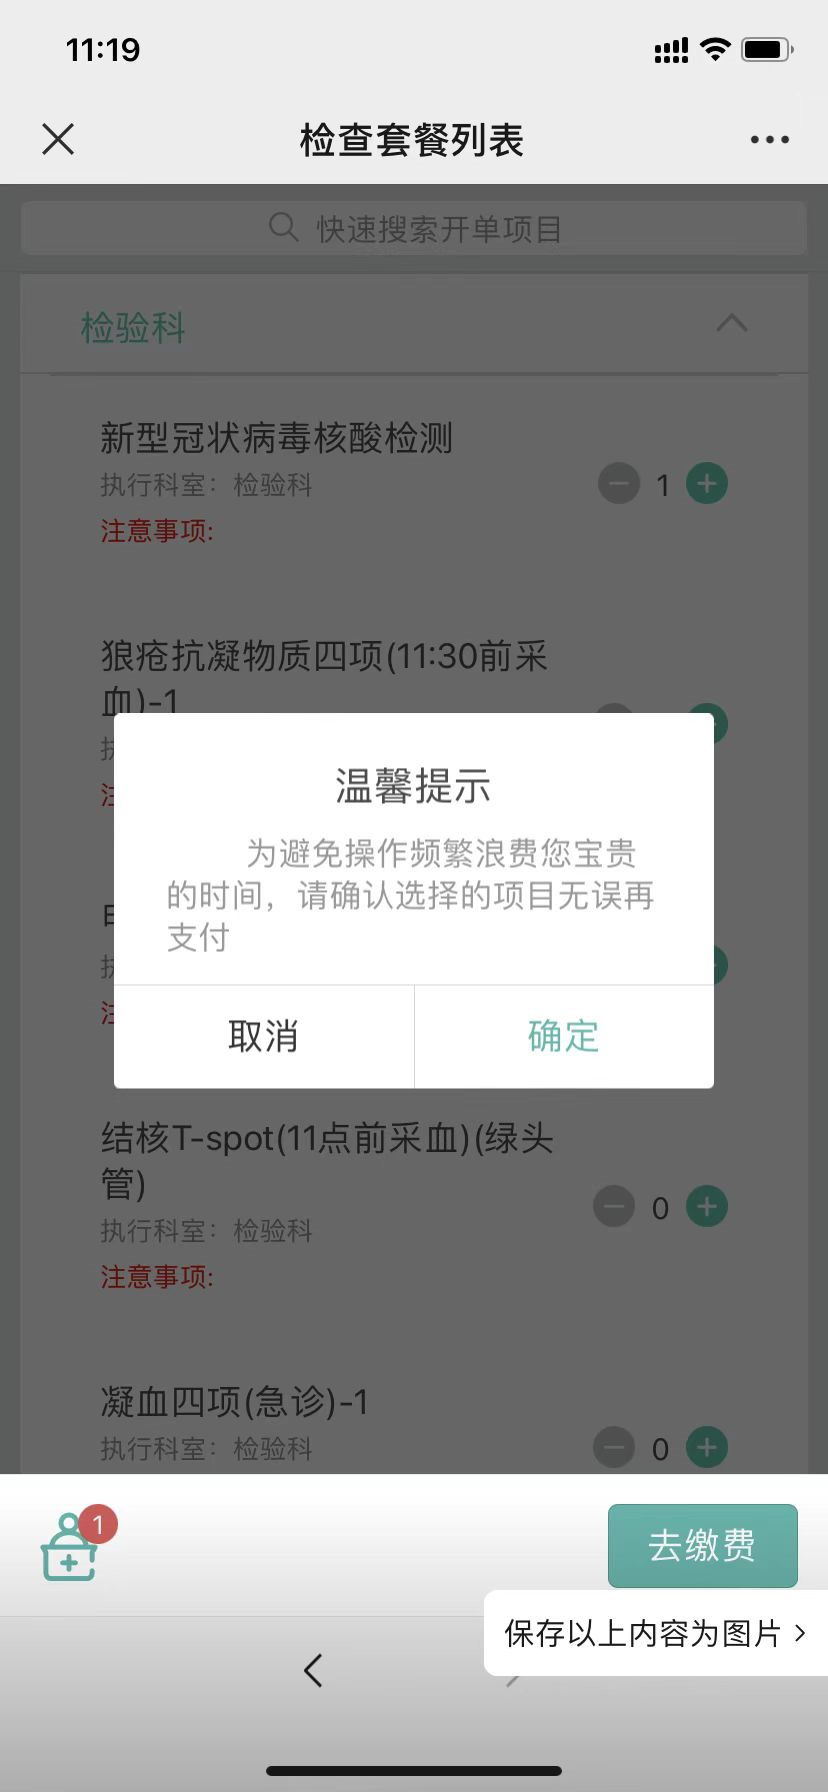 11:19
检查套餐列表
快速搜索开单项目
检验科
新型冠状病毒核酸检测
执行科室：检验科
1
注意事项:
狼疮抗凝物质四项(11:30前采
血)-1
温馨提示
为避免操作频繁浪费您宝贵
的时间，请确认选择的项目无误再
支付
取消
确定
结核T-spot(11点前采血)(绿头
管)
执行科室：检验科
0
注意事项:
凝血四项(急诊)-1
执行科室：检验科
0
1
去缴费
保存以上内容为图片